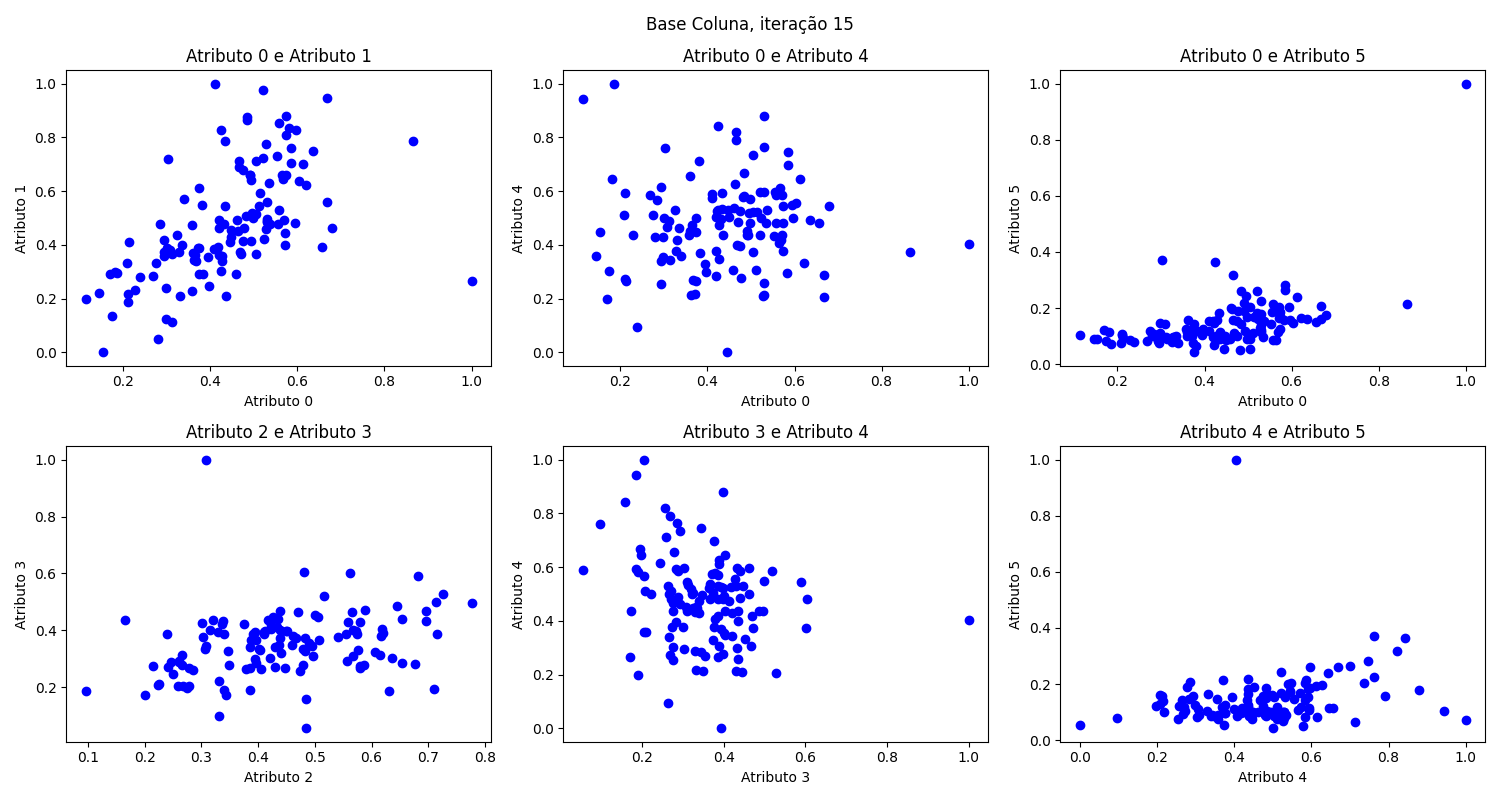 Base Coluna, iteração 15
Atributo 0 e Atributo 1
Atributo 1
1.0
0.8
0.6
0.4
0.2
0.0
0.2 0.4 0.6 0.8 1.0
Atributo 0
Atributo 0 e Atributo 4
Atributo 4
1.0
0.8
0.6
0.4
0.2
0.0
0.2 0.4 0.6 0.8 1.0
Atributo 0
Atributo 0 e Atributo 5
Atributo 5
1.0
0.8
0.6
0.4
0.2
0.0
0.2 0.4 0.6 0.8 1.0
Atributo 0
Atributo 2 e Atributo 3
Atributo 3
1.0
0.8
0.6
0.4
0.2
0.1 0.2 0.3 0.4 0.5 0.6 0.7 0.8
Atributo 2
Atributo 3 e Atributo 4
Atributo 4
1.0
0.8
0.6
0.4
0.2
0.0
0.2 0.4 0.6 0.8 1.0
Atributo 3
Atributo 4 e Atributo 5
Atributo 5
1.0
0.8
0.6
0.4
0.2
0.0
0.0 0.2 0.4 0.6 0.8 1.0
Atributo 4